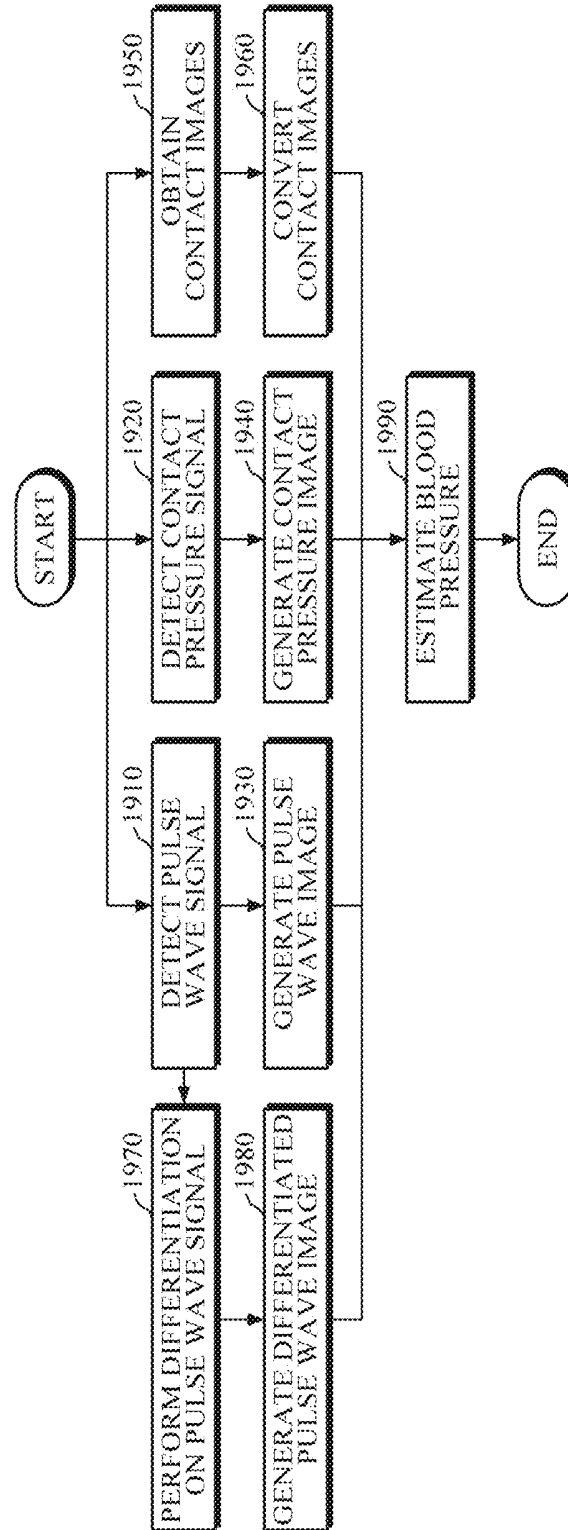 START
1970
PERFORM DIFFERENTIATION
ON PULSE WAVE SIGNAL
1910
DETECT PULSE
WAVE SIGNAL
1920
DETECT CONTACT
PRESSURE SIGNAL
1950
OBTAIN
CONTACT IMAGES
1980
GENERATE DIFFERENTIATED
PULSE WAVE IMAGE
1930
GENERATE PULSE
WAVE IMAGE
1940
GENERATE CONTACT
PRESSURE IMAGE
1960
CONVERT
CONTACT IMAGES
1990
ESTIMATE BLOOD
PRESSURE
END